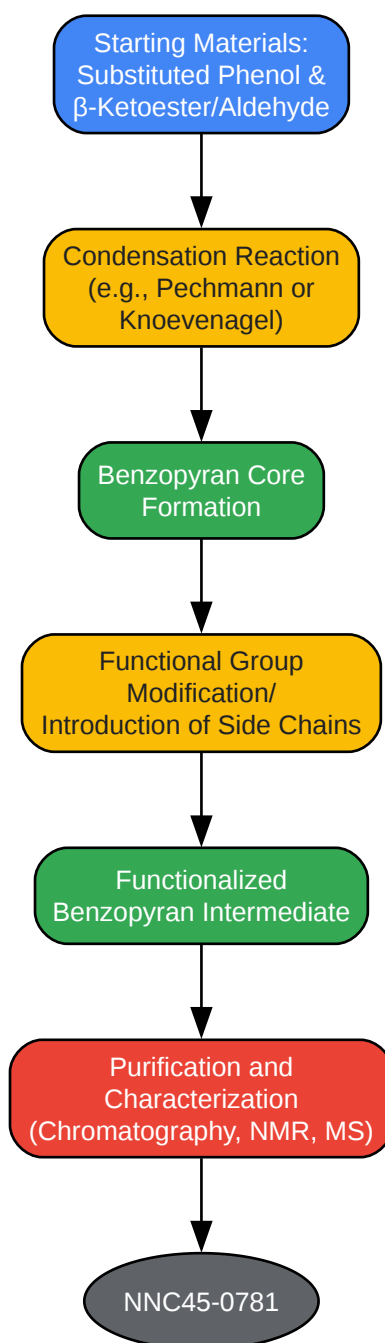 Starting Materials:
Substituted Phenol &
β-Ketoester/Aldehyde
Condensation Reaction
(e.g., Pechmann or
Knoevenagel)
Benzopyran Core
Formation
Functional Group
Modification/
Introduction of Side Chains
Functionalized
Benzopyran Intermediate
Purification and
Characterization
(Chromatography, NMR, MS)
NNC45-0781